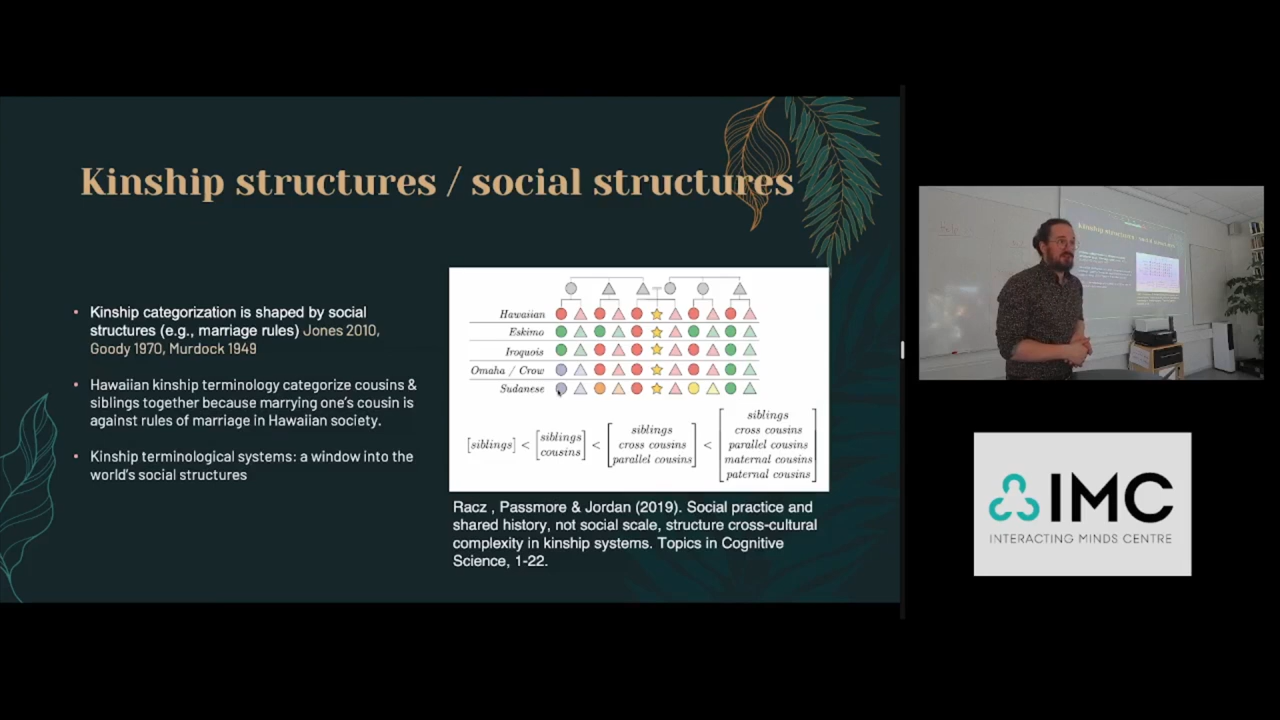 Kinship structures / social structures
• Kinship categorization is shaped by social
structures (e.g., marriage rules) Jones 2010,
Goody 1970, Murdock 1949
• Hawaiian kinship terminology categorize cousins &
siblings together because marrying one's cousin is
against rules of marriage in Hawaiian society.
• Kinship terminological systems: a window into the
world's social structures
Hawaiian
Eskimo
Iroquois
Omaha / Crow
Sudanese
siblings
[siblings] < [siblings cousins] < [siblings cross cousins parallel cousins] <
cross cousins
parallel cousins
maternal cousins
paternal cousins
Racz , Passmore & Jordan (2019). Social practice and
shared history, not social scale, structure cross-cultural
complexity in kinship systems. Topics in Cognitive
Science, 1-22.
Kinship structures / social structures
IMC
INTERACTING MINDS CENTRE